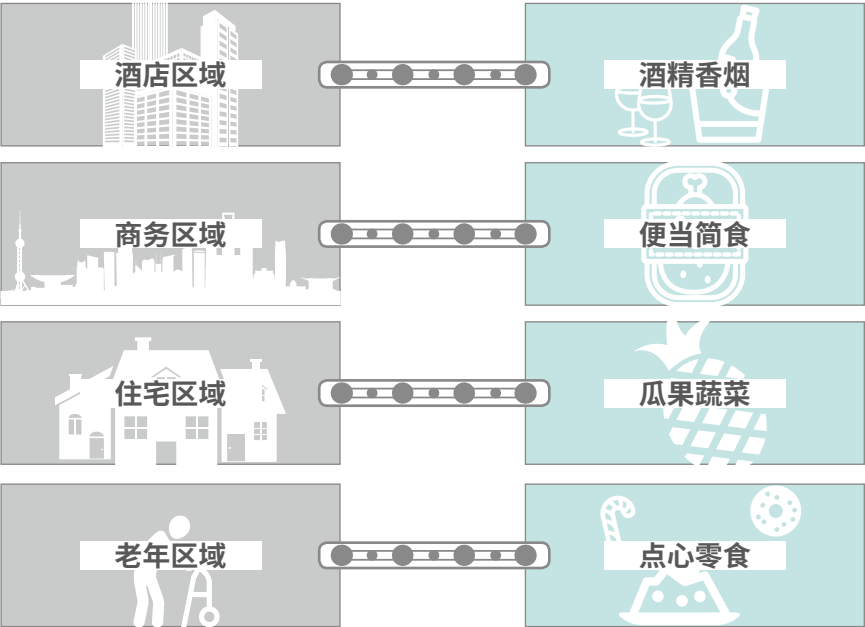 酒店区域
酒精香烟
商务区域
便当简食
住宅区域
瓜果蔬菜
老年区域
点心零食